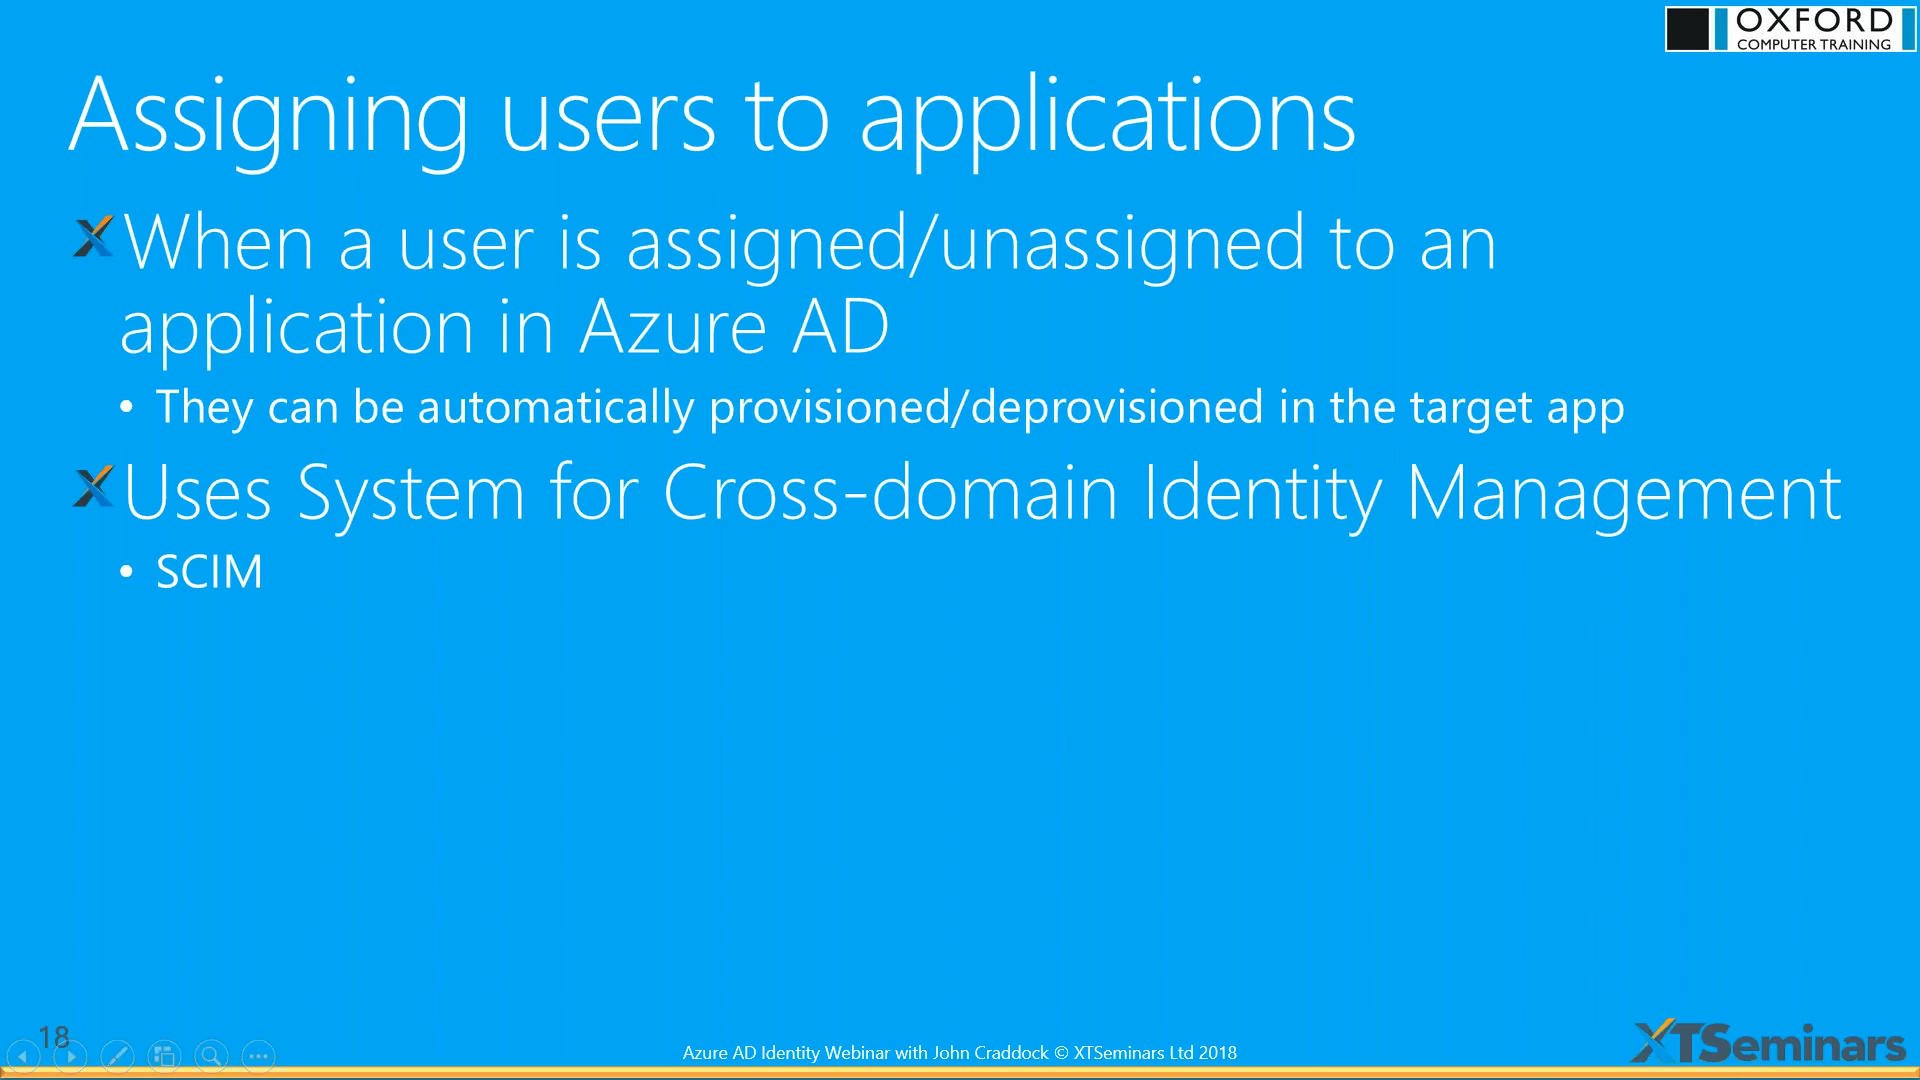 OXFORD
COMPUTER TRAINING
Assigning users to applications
When a user is assigned/unassigned to an
application in Azure AD
• They can be automatically provisioned/deprovisioned in the target app
Uses System for Cross-domain Identity Management
• SCIM
18
Azure AD Identity Webinar with John Craddock © XTSeminars Ltd 2018
XTSeminars